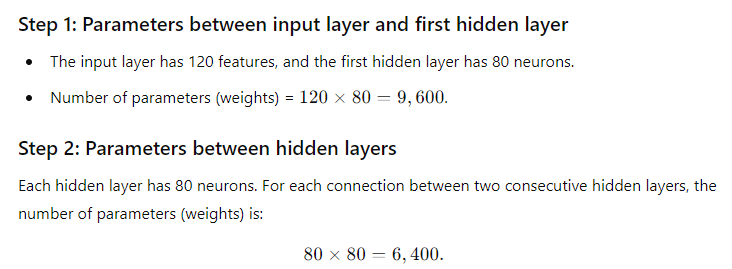 Step 1: Parameters between input layer and first hidden layer
• The input layer has 120 features, and the first hidden layer has 80 neurons.
• Number of parameters (weights) = 120 × 80 = 9, 600.
Step 2: Parameters between hidden layers
Each hidden layer has 80 neurons. For each connection between two consecutive hidden layers, the
number of parameters (weights) is:
80 × 80 = 6, 400.